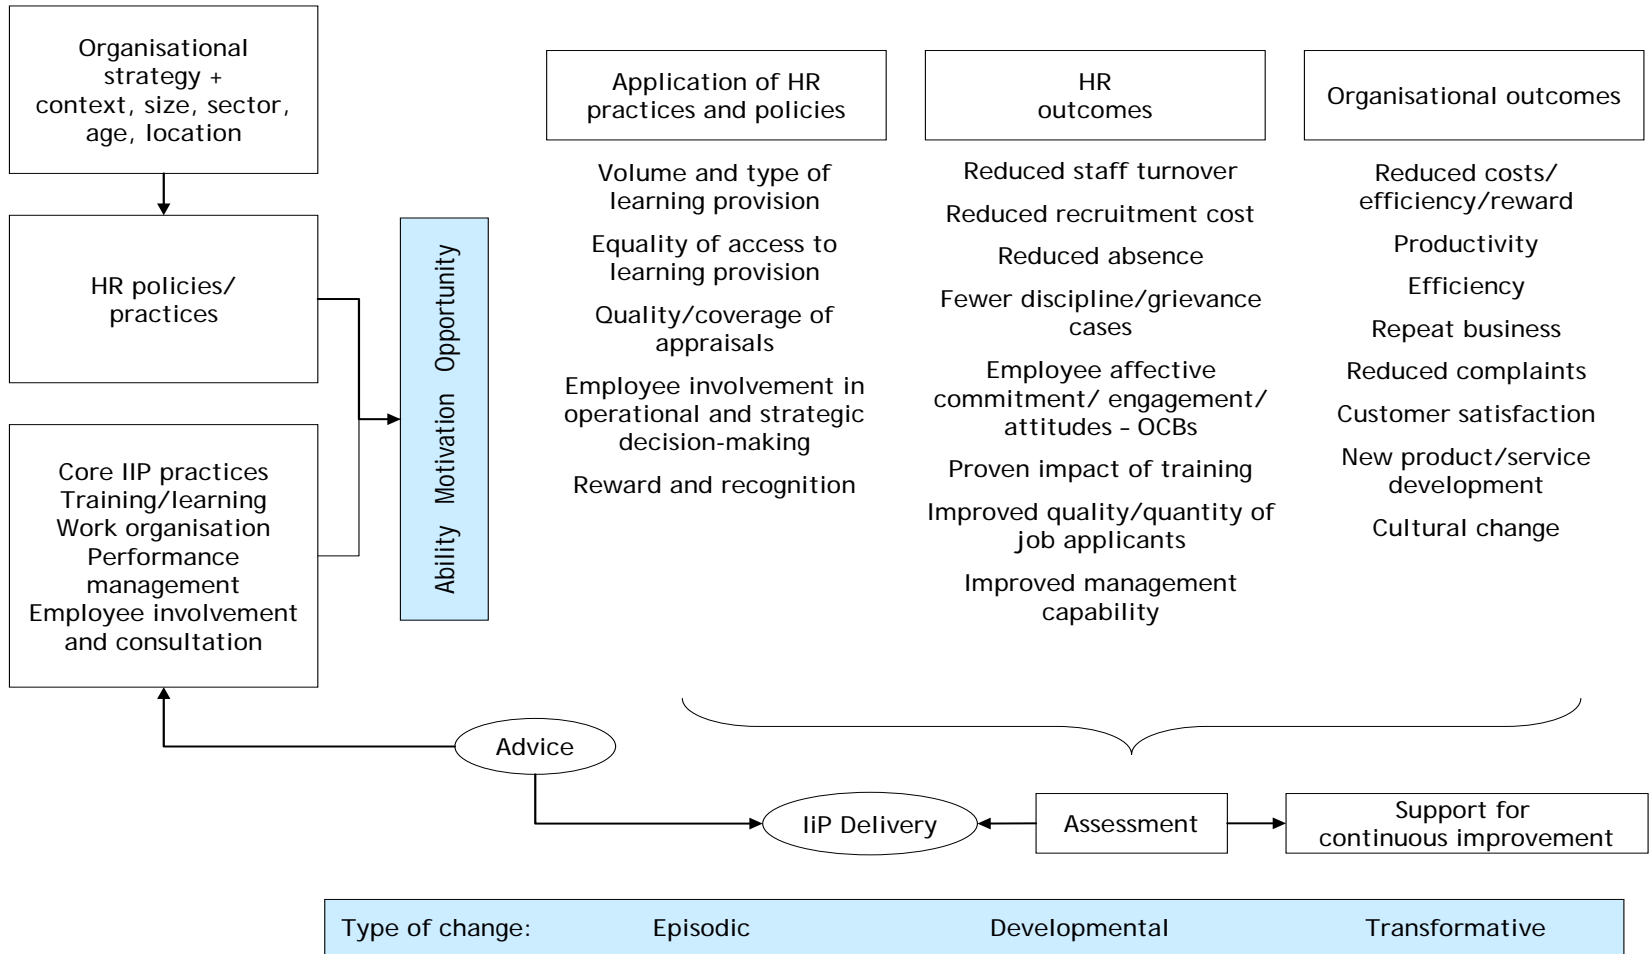 Organisational
strategy +
context, size, sector,
age, location
HR policies/
practices
Core IIP practices
Training/learning
Work organisation
Performance
management
Employee involvement
and consultation
Ability Motivation Opportunity
Application of HR
practices and policies
Volume and type of
learning provision
Equality of access to
learning provision
Quality/coverage of
appraisals
Employee involvement in
operational and strategic
decision-making
Reward and recognition
HR
outcomes
Reduced staff turnover
Reduced recruitment cost
Reduced absence
Fewer discipline/grievance
cases
Employee affective
commitment/ engagement/
attitudes – OCBs
Proven impact of training
Improved quality/quantity of
job applicants
Improved management
capability
Organisational outcomes
Reduced costs/
efficiency/reward
Productivity
Efficiency
Repeat business
Reduced complaints
Customer satisfaction
New product/service
development
Cultural change
Advice
IiP Delivery
Assessment
Support for
continuous improvement
Type of change: Episodic Developmental Transformative